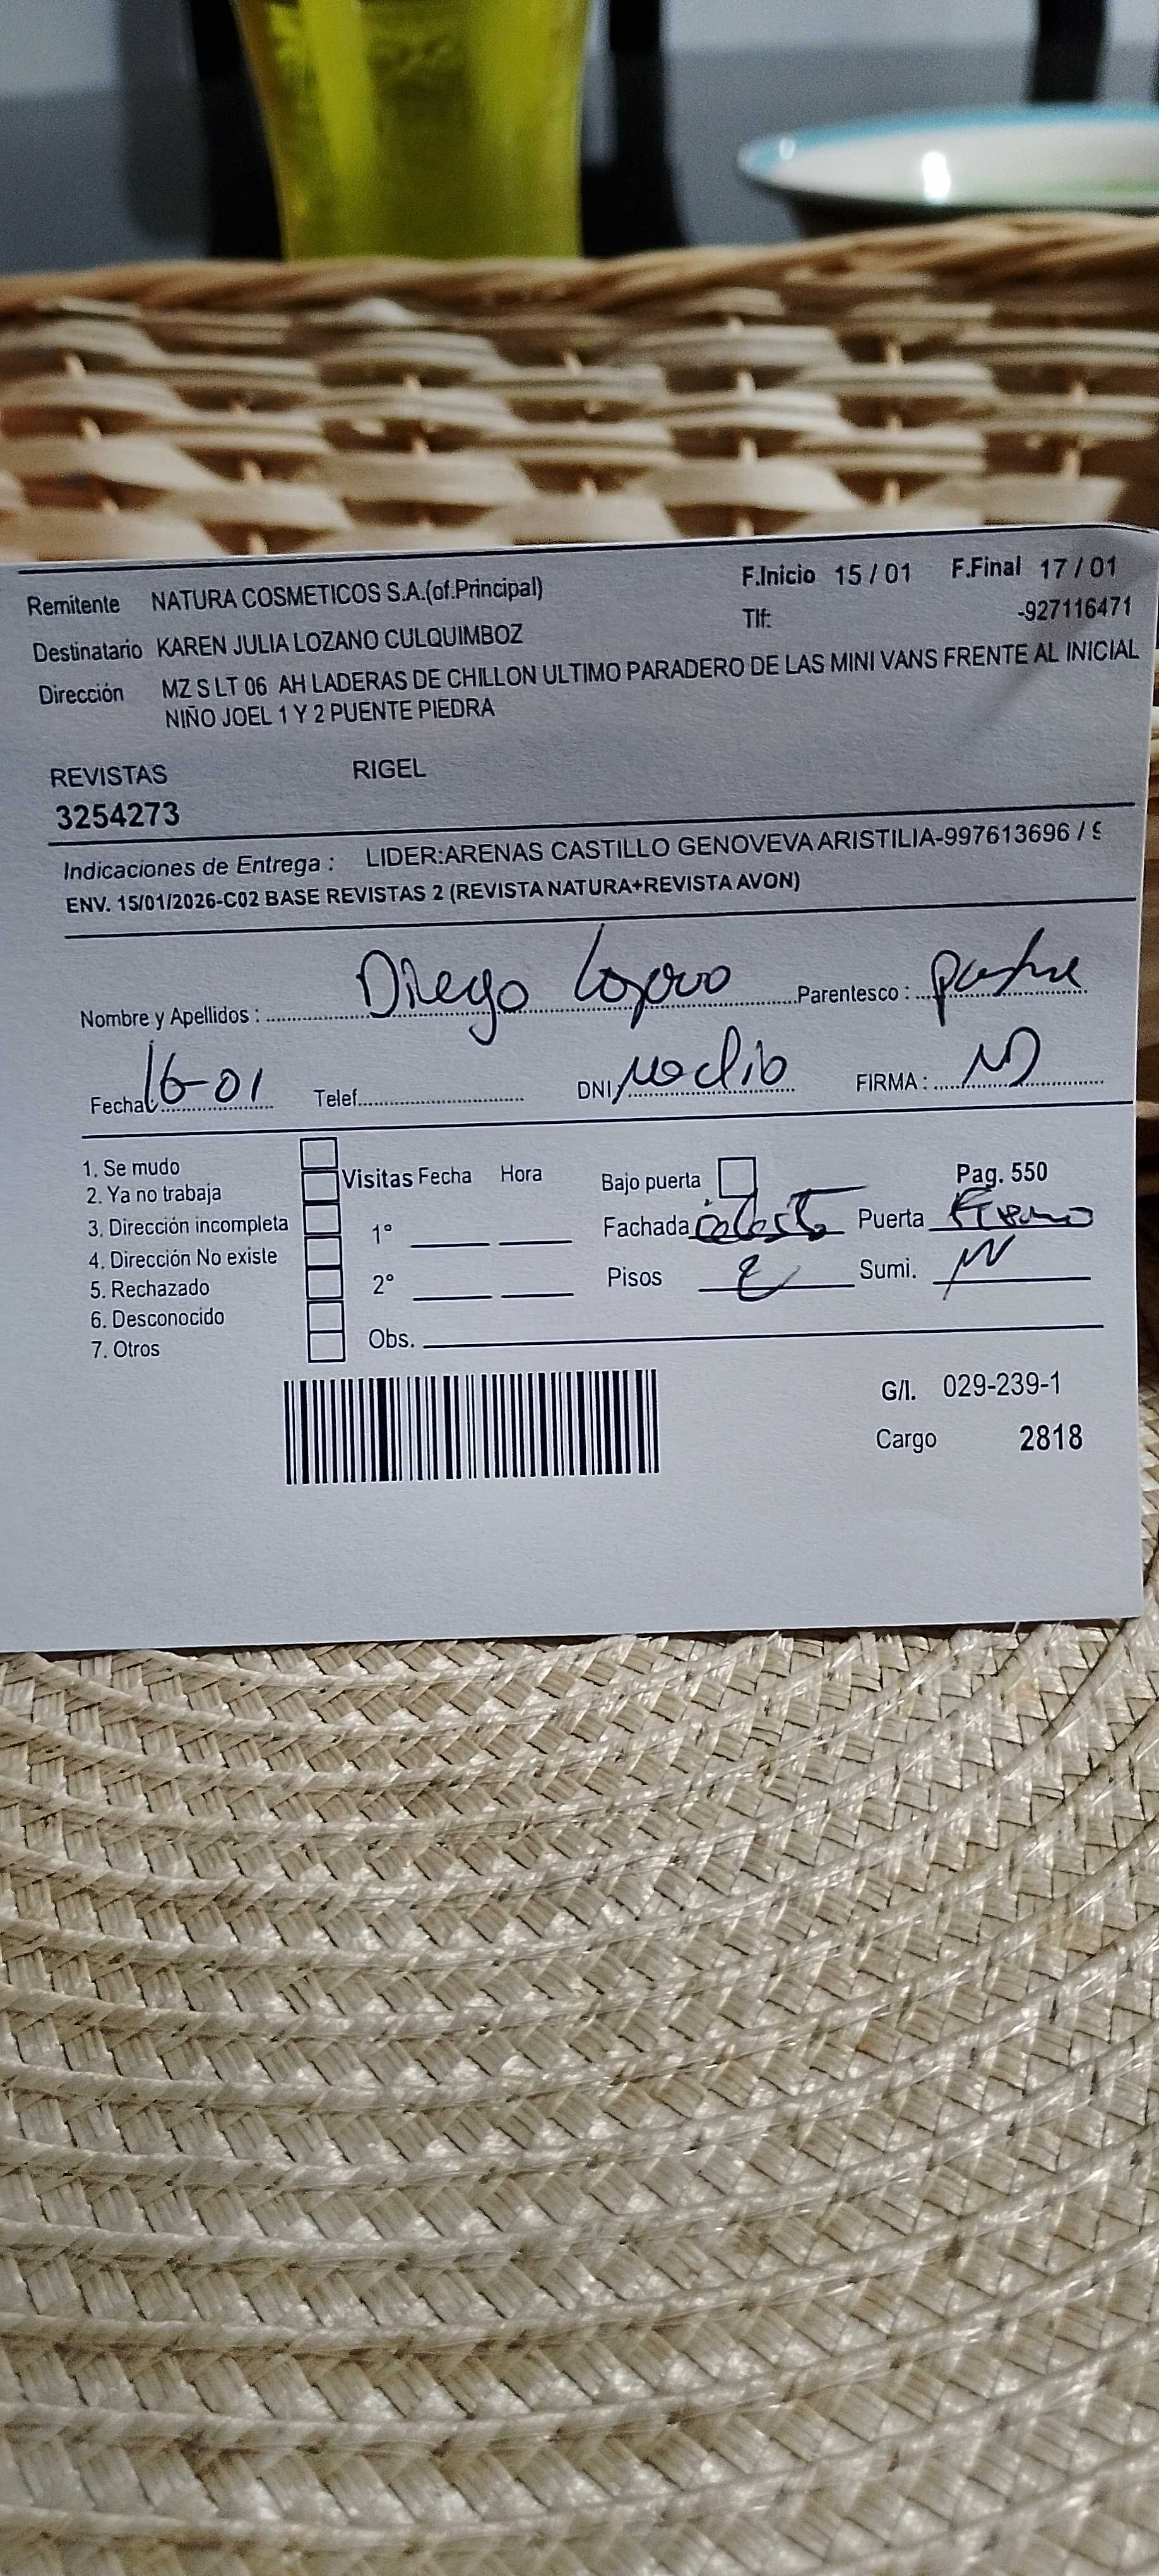 Remitente NATURA COSMETICOS S.A.(of.Principal) F.Inicio 15 / 01 F.Final 17 / 01
Destinatario KAREN JULIA LOZANO CULQUIMBOZ Tlf: -927116471
Dirección MZ S LT 06 AH LADERAS DE CHILLON ULTIMO PARADERO DE LAS MINI VANS FRENTE AL INICIAL
NIÑO JOEL 1 Y 2 PUENTE PIEDRA
REVISTAS RIGEL
3254273
Indicaciones de Entrega : LIDER:ARENAS CASTILLO GENOVEVA ARISTILIA-997613696 /
ENV. 15/01/2026-C02 BASE REVISTAS 2 (REVISTA NATURA+REVISTA AVON)
Nombre y Apellidos : Diego Lozano Parentesco : padre
Fecha 16-01 Telef. DNI no dio FIRMA :
1. Se mudo
2. Ya no trabaja Visitas Fecha Hora Bajo puerta Pag. 550
3. Dirección incompleta 1° Fachada celeste Puerta Fierro
4. Dirección No existe
5. Rechazado 2° Pisos 2 Sumi.
6. Desconocido
7. Otros Obs.
G/I. 029-239-1
Cargo 2818